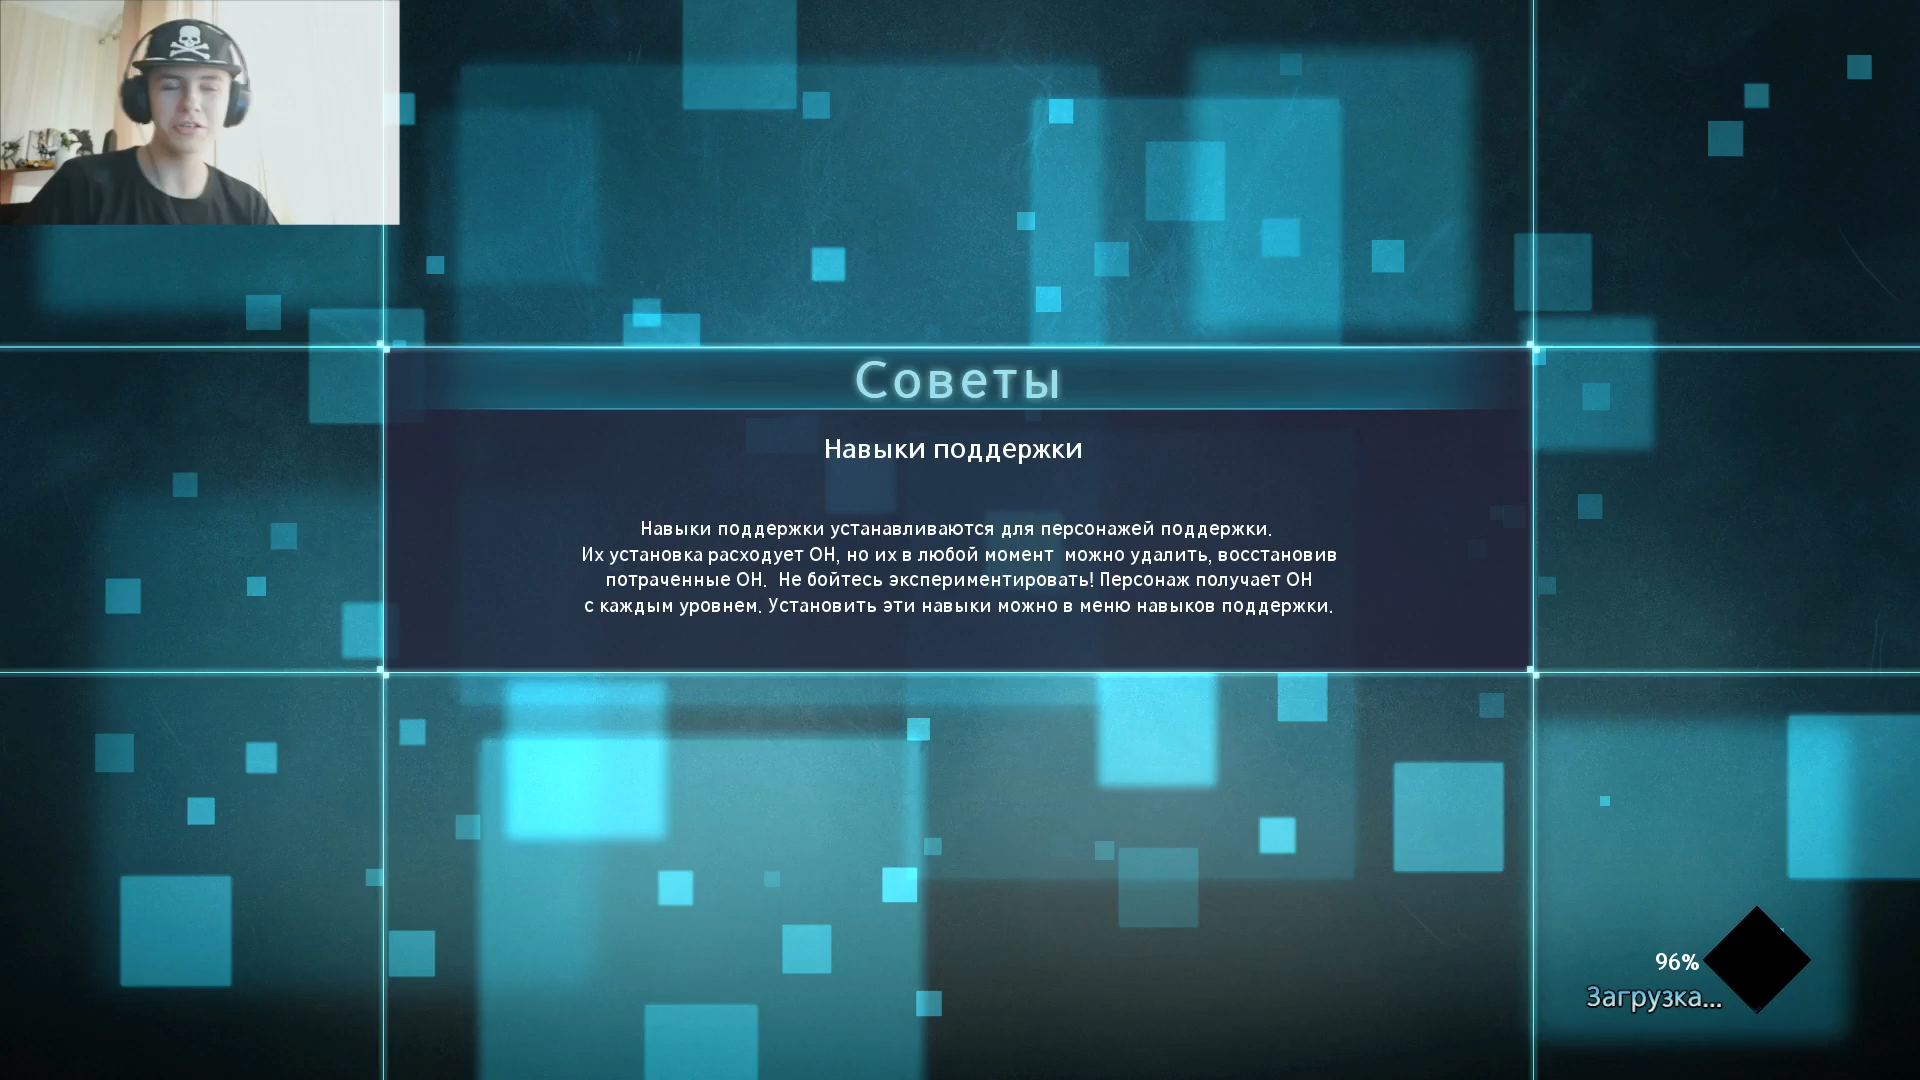 Советы
Навыки поддержки
Навыки поддержки устанавливаются для персонажей поддержки.
Их установка расходует ОН, но их в любой момент  можно удалить, восстановив
потраченные ОН.  Не бойтесь экспериментировать! Персонаж получает ОН
с каждым уровнем. Установить эти навыки можно в меню навыков поддержки.
96%
Загрузка...